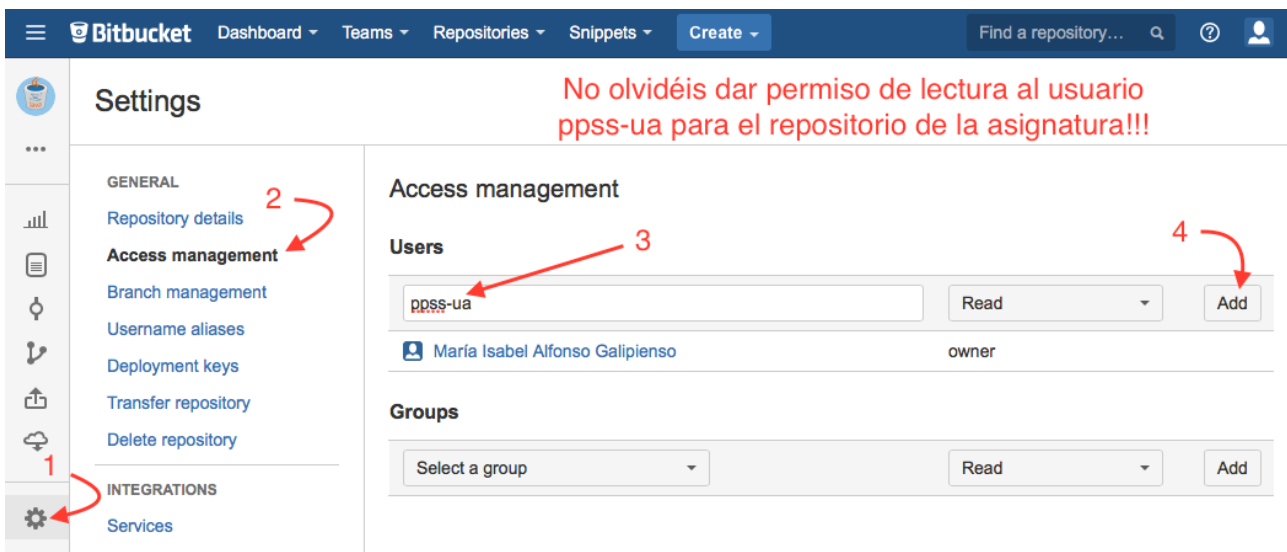 Bitbucket Dashboard Teams Repositories Snippets Create Find a repository...
Settings
No olvidéis dar permiso de lectura al usuario
ppss-ua para el repositorio de la asignatura!!!
GENERAL
2
Repository details
Access management
Branch management
Username aliases
Deployment keys
Transfer repository
Delete repository
1
INTEGRATIONS
Services
Access management
Users
3
4
ppss-ua Read Add
María Isabel Alfonso Galipienso owner
Groups
Select a group Read Add